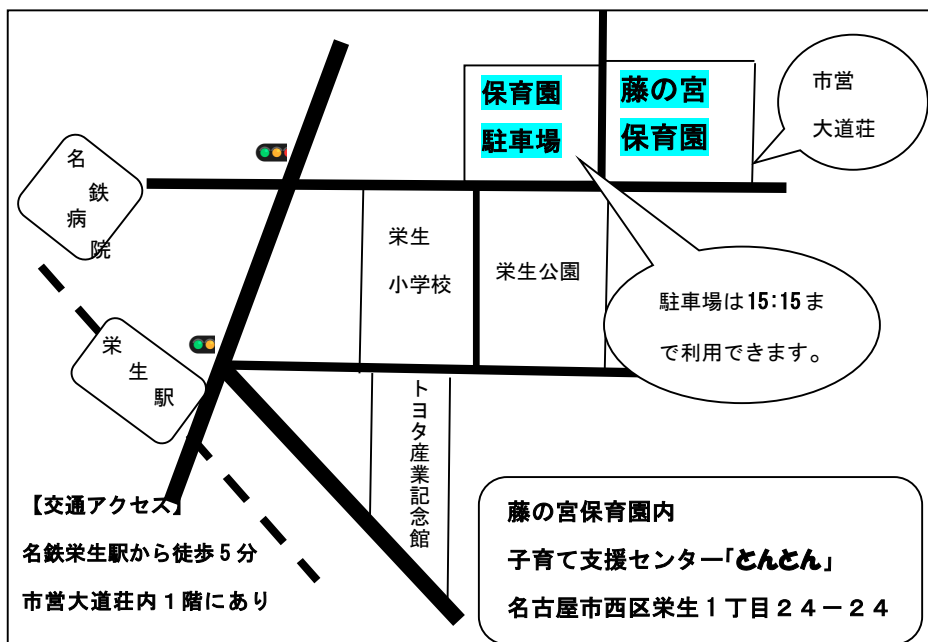 保育園
駐車場
藤の宮
保育園
市営
大道荘
名鉄病院
栄生
小学校
栄生公園
駐車場は15:15ま
で利用できます。
栄生駅
トヨタ産業記念館
【交通アクセス】
名鉄栄生駅から徒歩5分
市営大道荘内1階にあり
藤の宮保育園内
子育て支援センター「とんとん」
名古屋市西区栄生1丁目24－24